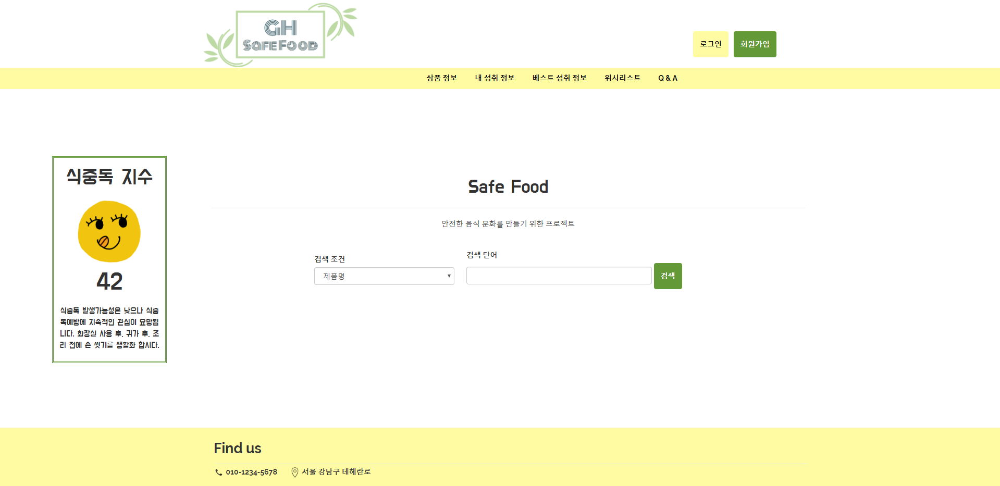 GH
SaFeFooD
로그인
회원가입
상품 정보
내 섭취 정보
베스트 섭취 정보
위시리스트
Q & A
식중독 지수
42
식중독 발생가능성은 낮으나 식중
독예방에 지속적인 관심이 요망됩
니다. 화장실 사용 후, 귀가 후, 조
리 전에 손 씻기를 생활화 합시다.
Safe Food
안전한 음식 문화를 만들기 위한 프로젝트
검색 조건
제품명
검색 단어
검색
Find us
010-1234-5678
서울 강남구 테헤란로